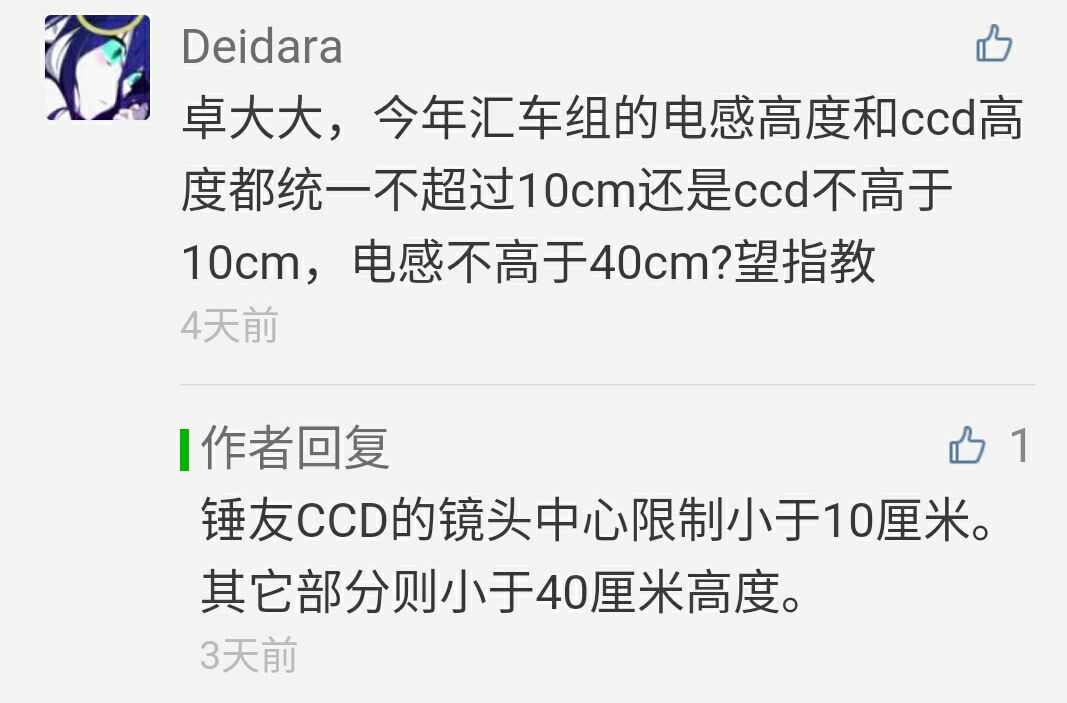 Deidara
卓大大，今年汇车组的电感高度和ccd高
度都统一不超过10cm还是ccd不高于
10cm，电感不高于40cm?望指教
4天前
作者回复
1
锤友CCD的镜头中心限制小于10厘米。
其它部分则小于40厘米高度。
3天前